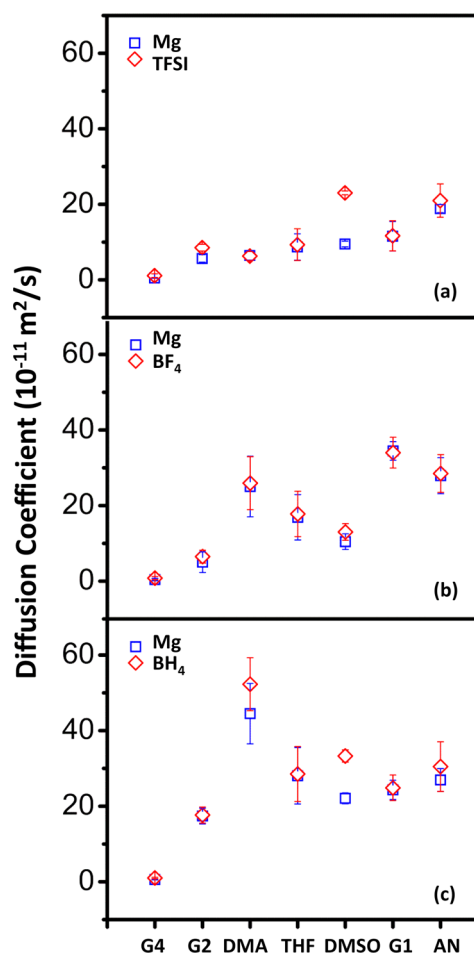 Diffusion Coefficient (10⁻¹¹ m²/s)
60
40
20
0
Mg
TFSI
(a)
60
40
20
0
Mg
BF₄
(b)
60
40
20
0
Mg
BH₄
(c)
G4 G2 DMA THF DMSO G1 AN